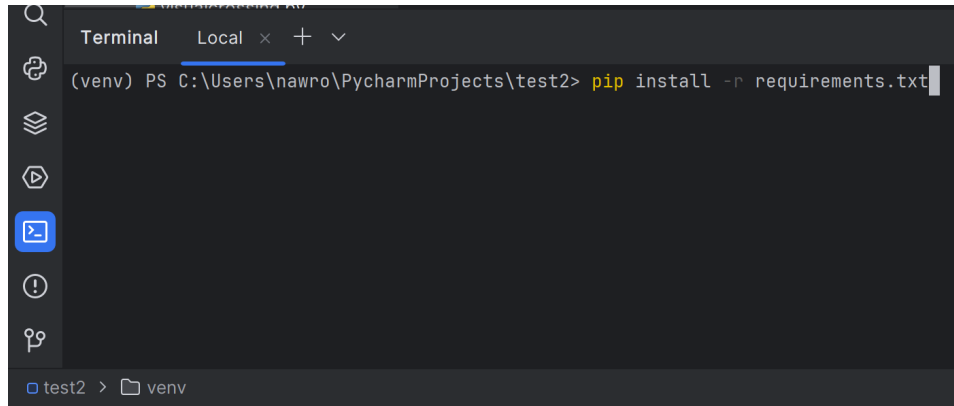 Terminal Local × + 
(venv) PS C:\Users\nawro\PycharmProjects\test2> pip install -r requirements.txt
test2 > venv